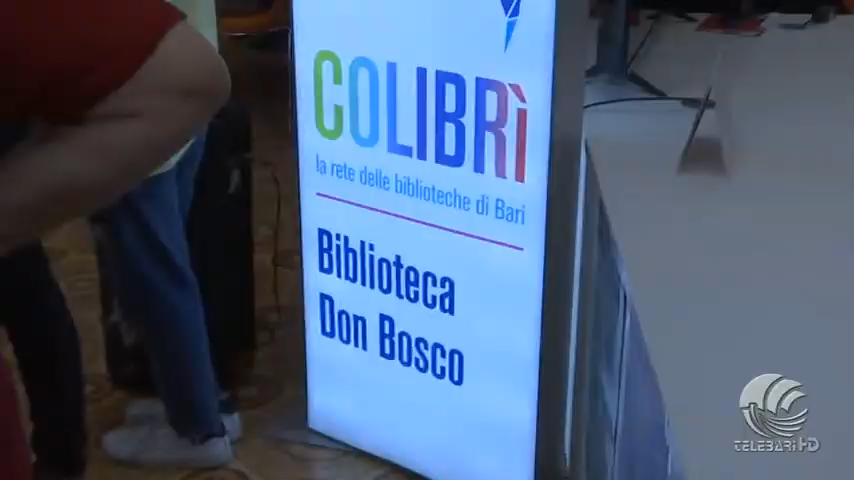 COLIBRÌ
la rete delle biblioteche di Bari
Biblioteca
Don Bosco
TELEBARI HD